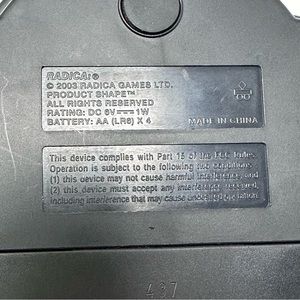 RADICA:®
© 2003 RADICA GAMES LTD.
PRODUCT SHAPE™
ALL RIGHTS RESERVED
RATING: DC 6V⎓1W
BATTERY: AA (LR6) X 4
MADE IN CHINA
This device complies with Part 15 of the FCC Rules.
Operation is subject to the following two conditions:
(1) this device may not cause harmful interference, and
(2) this device must accept any interference received,
including interference that may cause undesired operation.
437